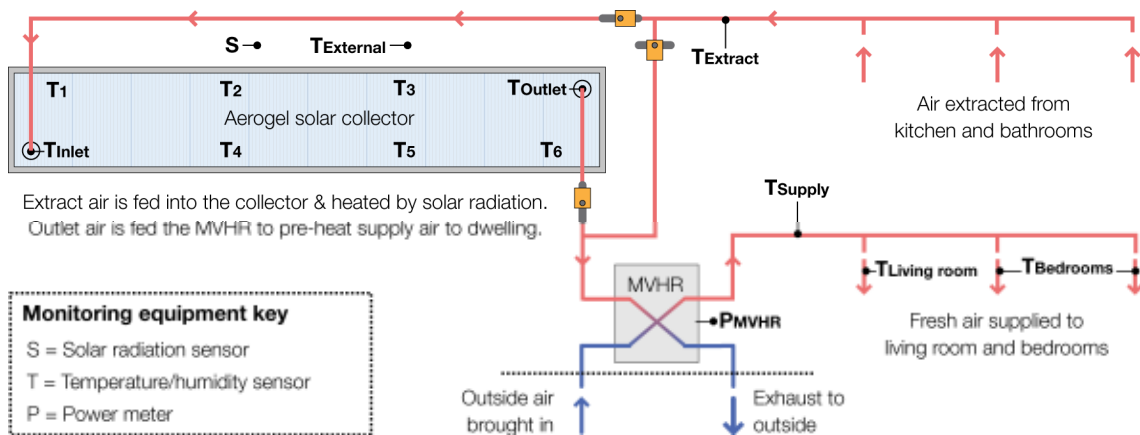 S
TExternal
TExtract
T1
T2
T3
TOutlet
Aerogel solar collector
TInlet
T4
T5
T6
Air extracted from
kitchen and bathrooms
Extract air is fed into the collector & heated by solar radiation.
Outlet air is fed the MVHR to pre-heat supply air to dwelling.
TSupply
MVHR
PMVHR
TLiving room
TBedrooms
Fresh air supplied to
living room and bedrooms
Monitoring equipment key
S = Solar radiation sensor
T = Temperature/humidity sensor
P = Power meter
Outside air
brought in
Exhaust to
outside